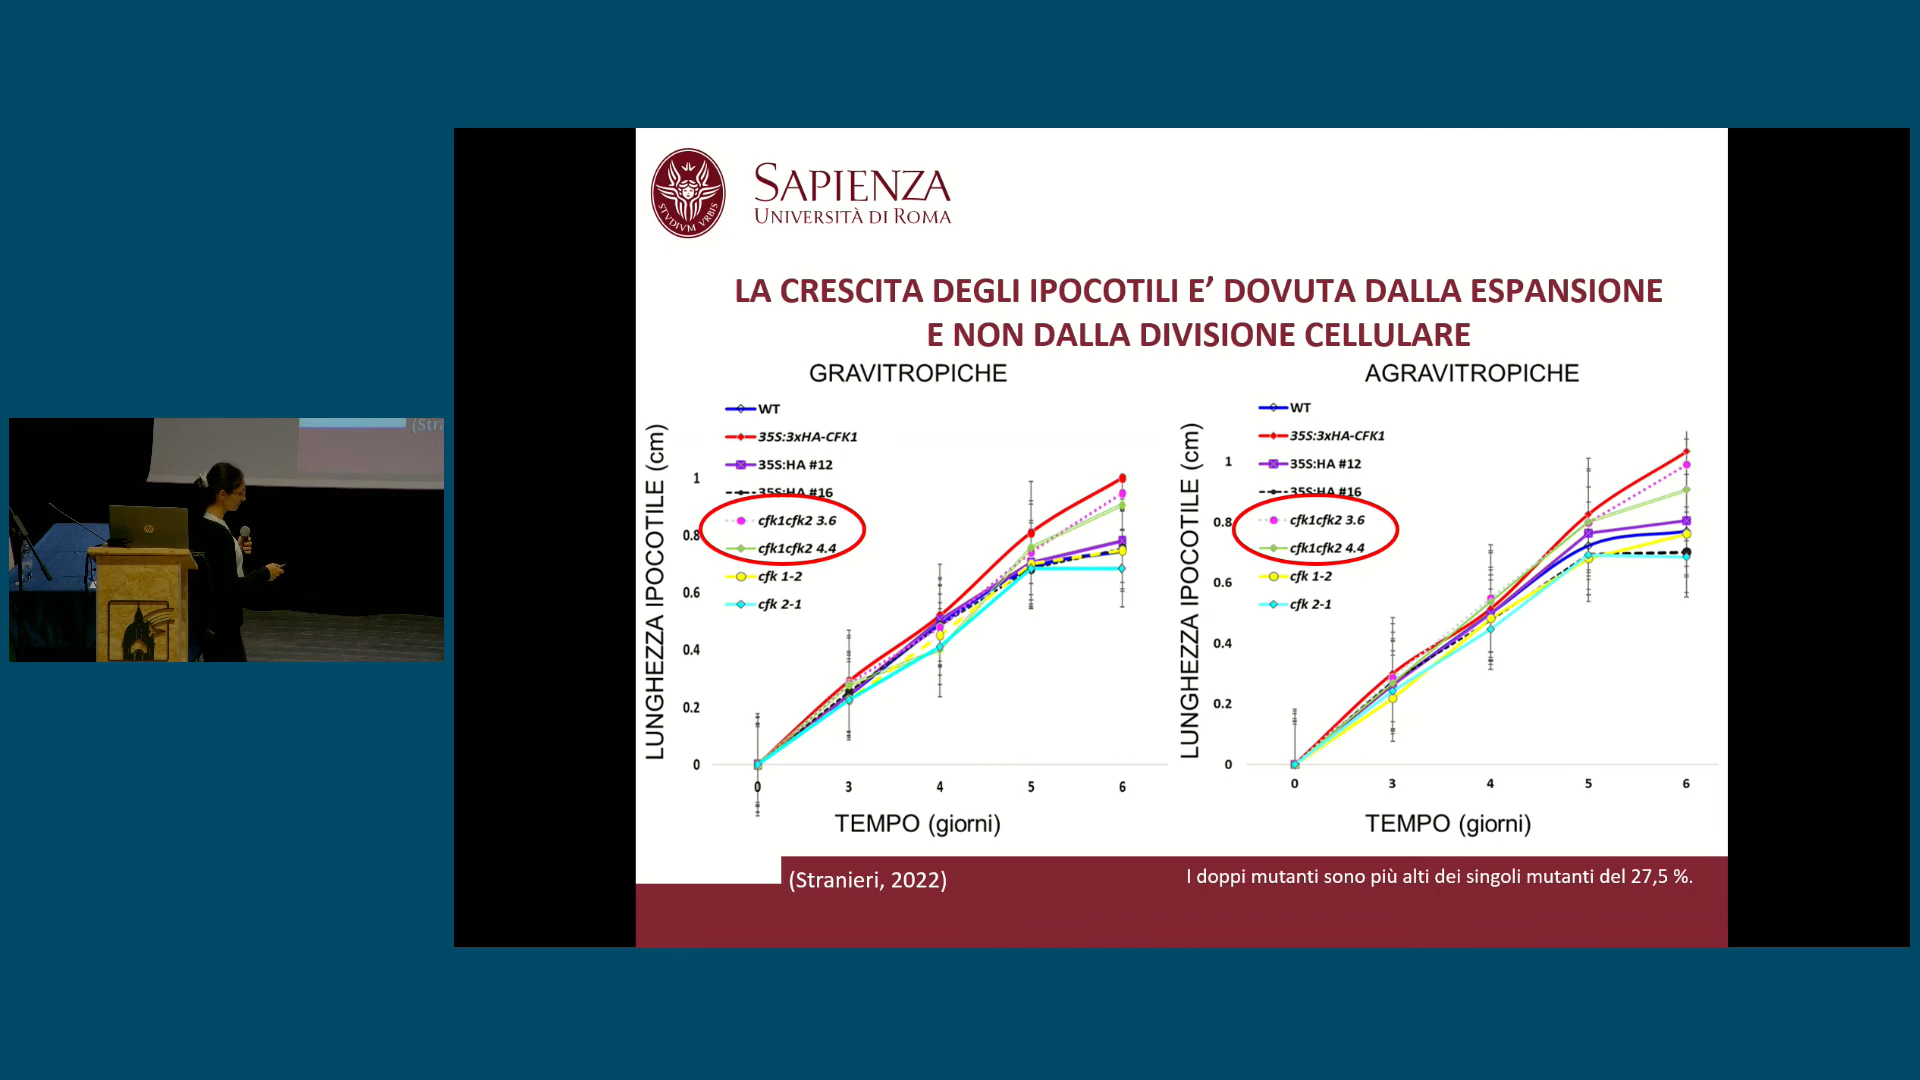 (Stra
SAPIENZA
UNIVERSITÀ DI ROMA
STVDIVM VRBIS
LA CRESCITA DEGLI IPOCOTILI E’ DOVUTA DALLA ESPANSIONE
E NON DALLA DIVISIONE CELLULARE
GRAVITROPICHE
LUNGHEZZA IPOCOTILE (cm)
WT
35S:3xHA-CFK1
35S:HA #12
35S:HA #16
cfk1cfk2 3.6
cfk1cfk2 4.4
cfk 1-2
cfk 2-1
1
0.8
0.6
0.4
0.2
0
0 3 4 5 6
TEMPO (giorni)
AGRAVITROPICHE
LUNGHEZZA IPOCOTILE (cm)
WT
35S:3xHA-CFK1
35S:HA #12
35S:HA #16
cfk1cfk2 3.6
cfk1cfk2 4.4
cfk 1-2
cfk 2-1
1
0.8
0.6
0.4
0.2
0
0 3 4 5 6
TEMPO (giorni)
(Stranieri, 2022)
I doppi mutanti sono più alti dei singoli mutanti del 27,5 %.